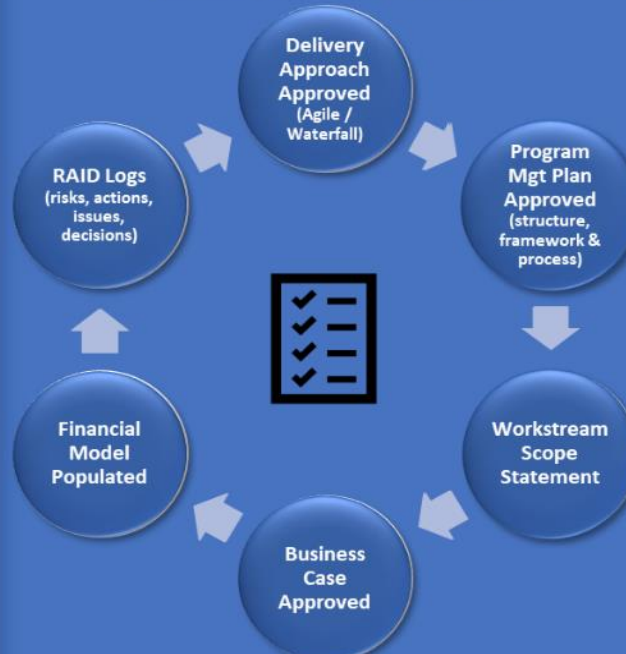 Delivery
Approach
Approved
(Agile /
Waterfall)
Program
Mgt Plan
Approved
(structure,
framework &
process)
Workstream
Scope
Statement
Business
Case
Approved
Financial
Model
Populated
RAID Logs
(risks, actions,
issues,
decisions)